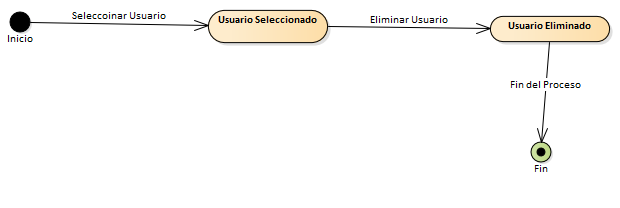 Seleccoinar Usuario
Usuario Seleccionado
Eliminar Usuario
Usuario Eliminado
Inicio
Fin del Proceso
Fin